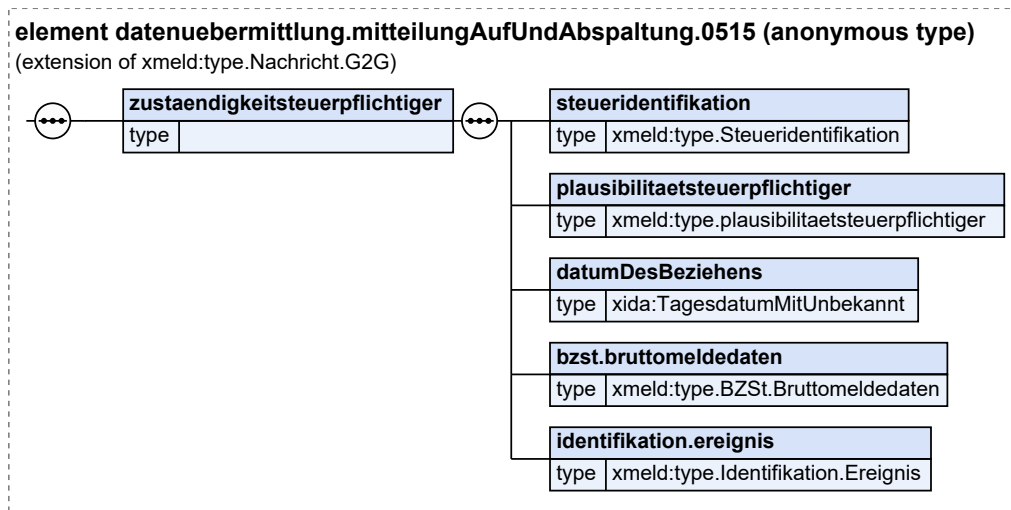 element datenuebermittlung.mitteilungAufUndAbspaltung.0515 (anonymous type)
(extension of xmeld:type.Nachricht.G2G)
zustaendigkeitsteuerpflichtiger
type
steueridentifikation
type xmeld:type.Steueridentifikation
plausibilitaetsteuerpflichtiger
type xmeld:type.plausibilitaetsteuerpflichtiger
datumDesBeziehens
type xida:TagesdatumMitUnbekannt
bzst.bruttomeldedaten
type xmeld:type.BZSt.Bruttomeldedaten
identifikation.ereignis
type xmeld:type.Identifikation.Ereignis